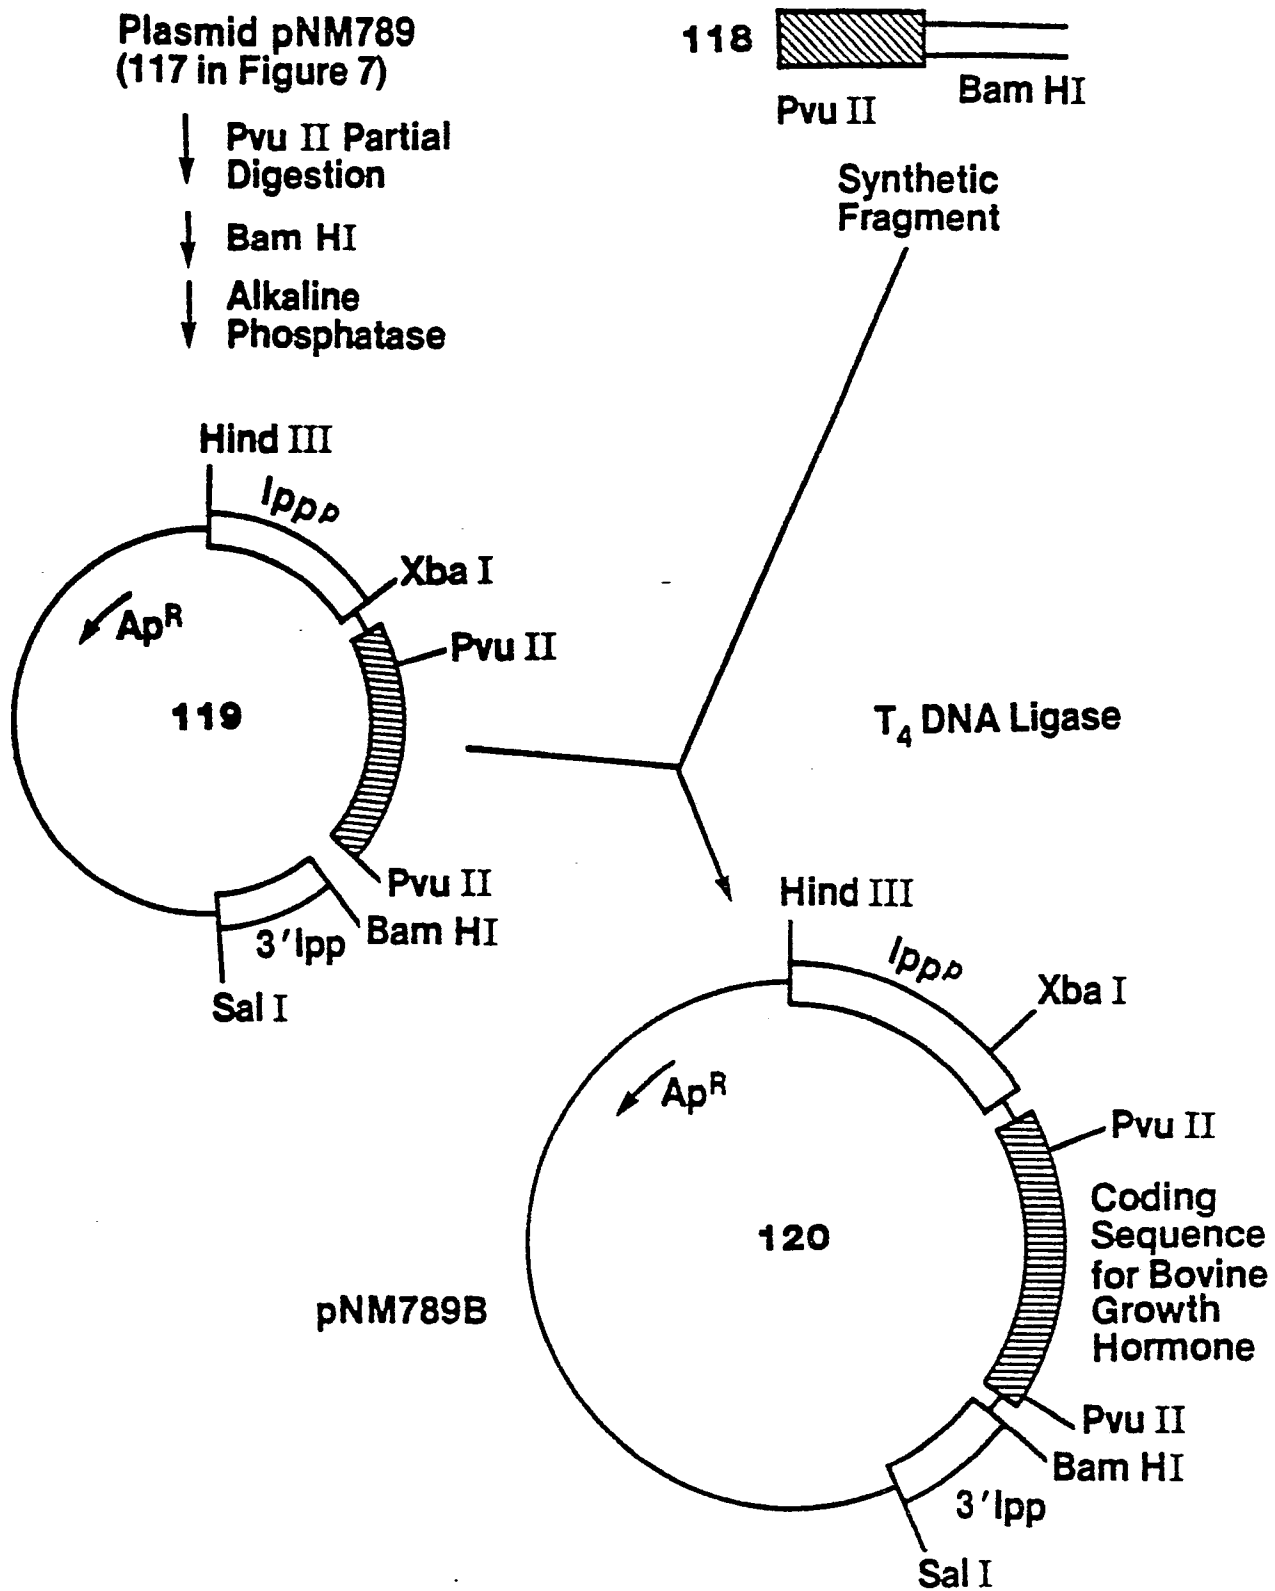 Plasmid pNM789
(117 in Figure 7)
Pvu II Partial
Digestion
Bam HI
Alkaline
Phosphatase
118
Pvu II
Bam HI
Synthetic
Fragment
Hind III
lppp
Xba I
ApR
Pvu II
119
Pvu II
Bam HI
3'lpp
Sal I
T4 DNA Ligase
Hind III
lppp
Xba I
ApR
Pvu II
Coding
Sequence
for Bovine
Growth
Hormone
120
pNM789B
Pvu II
Bam HI
3'lpp
Sal I